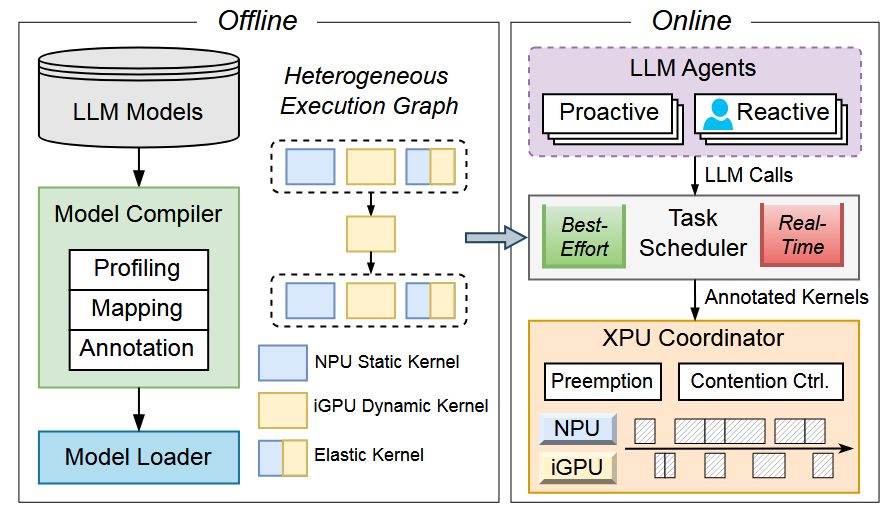 Offline
LLM Models
Model Compiler
Profiling
Mapping
Annotation
Model Loader
Heterogeneous
Execution Graph
NPU Static Kernel
iGPU Dynamic Kernel
Elastic Kernel
Online
LLM Agents
Proactive
Reactive
LLM Calls
Best-
Effort
Task
Scheduler
Real-
Time
Annotated Kernels
XPU Coordinator
Preemption
Contention Ctrl.
NPU
iGPU